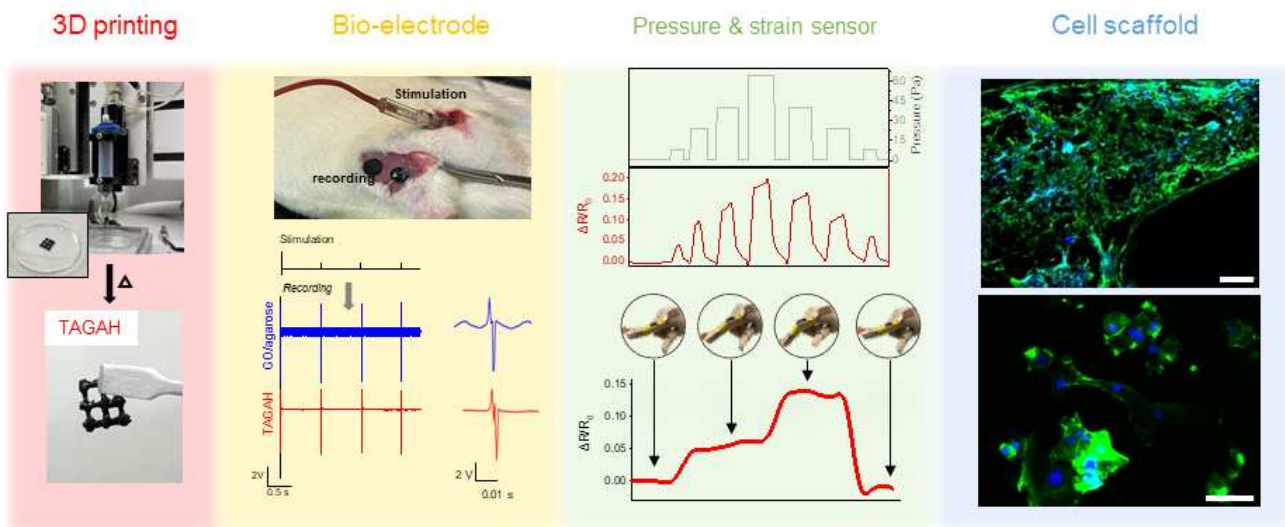 3D printing
Bio-electrode
Pressure & strain sensor
Cell scaffold
Δ
TAGAH
Stimulation
recording
Stimulation
Recording
GO/agarose
TAGAH
2V
0.5 s
2 V
0.01 s
60
45
30
15
0
Pressure (Pa)
0.20
0.15
0.10
0.05
0.00
ΔR/R0
0.15
0.10
0.05
0.00
ΔR/R0